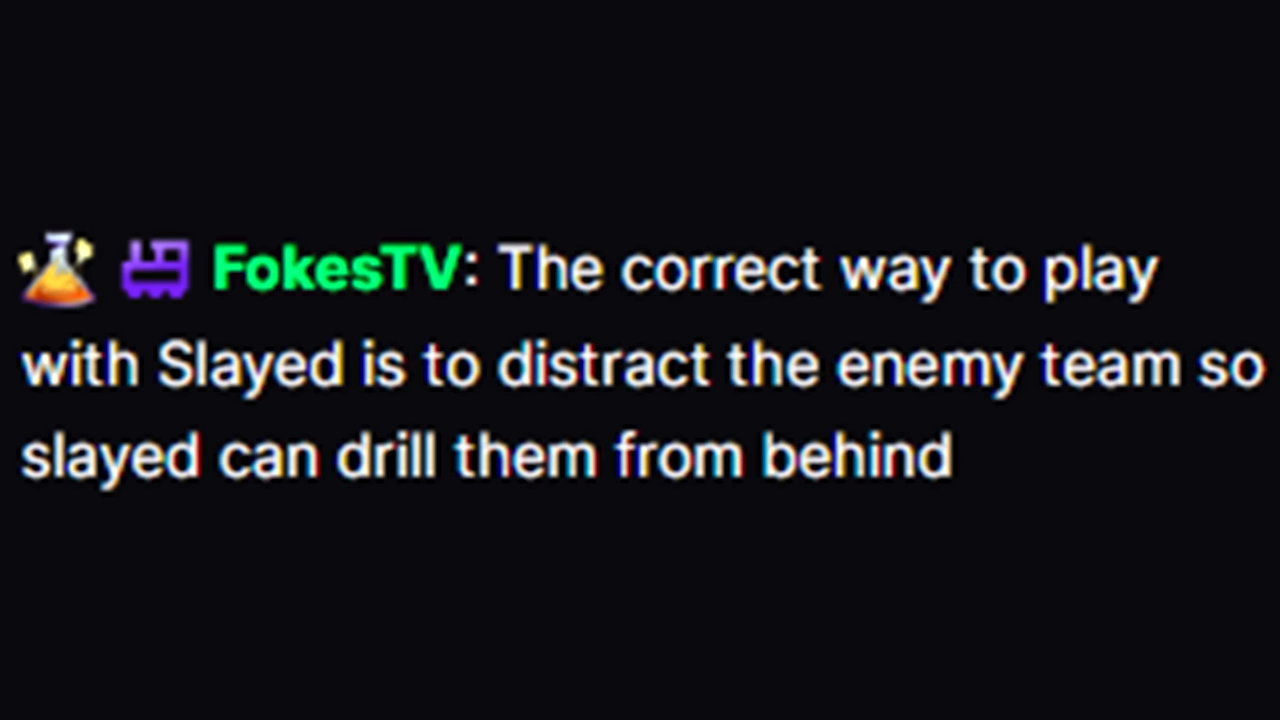 FokesTV: The correct way to play
with Slayed is to distract the enemy team so
slayed can drill them from behind